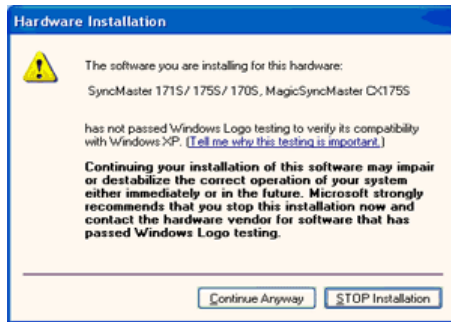 Hardware Installation
The software you are installing for this hardware:
SyncMaster 171S/ 175S/ 170S, MagicSyncMaster CX175S
has not passed Windows Logo testing to verify its compatibility
with Windows XP. (Tell me why this testing is important.)
Continuing your installation of this software may impair
or destabilize the correct operation of your system
either immediately or in the future. Microsoft strongly
recommends that you stop this installation now and
contact the hardware vendor for software that has
passed Windows Logo testing.
Continue Anyway
STOP Installation